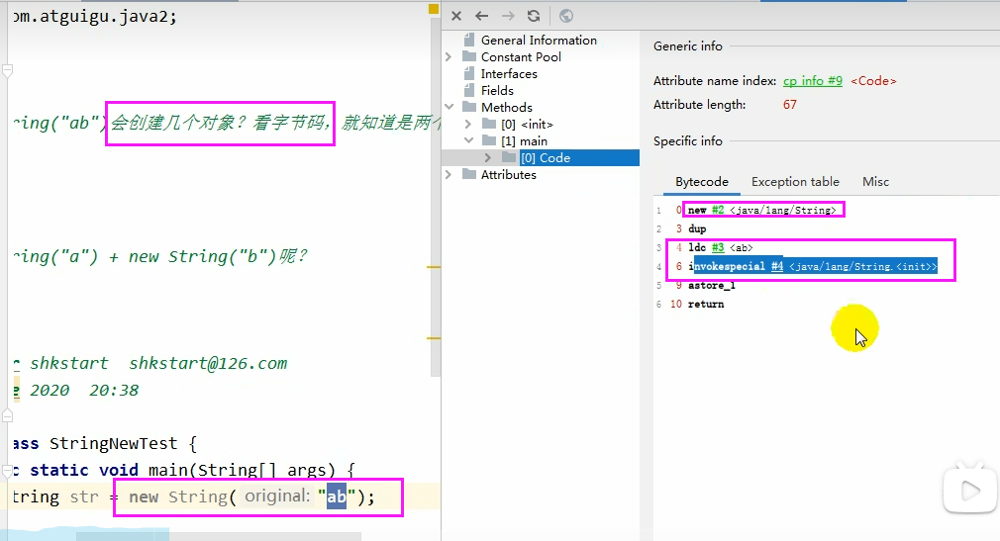 om.atguigu.java2;
ring("ab")会创建几个对象？看字节码，就知道是两个
ring("a") + new String("b")呢？
shkstart shkstart@126.com
2020 20:38
ass StringNewTest {
c static void main(String[] args) {
tring str = new String( original: "ab");
General Information
Constant Pool
Interfaces
Fields
Methods
[0] <init>
[1] main
[0] Code
Attributes
Generic info
Attribute name index: cp info #9 <Code>
Attribute length: 67
Specific info
Bytecode Exception table Misc
1 0 new #2 <java/lang/String>
2 3 dup
3 4 ldc #3 <ab>
4 6 invokespecial #4 <java/lang/String.<init>>
5 9 astore_1
6 10 return